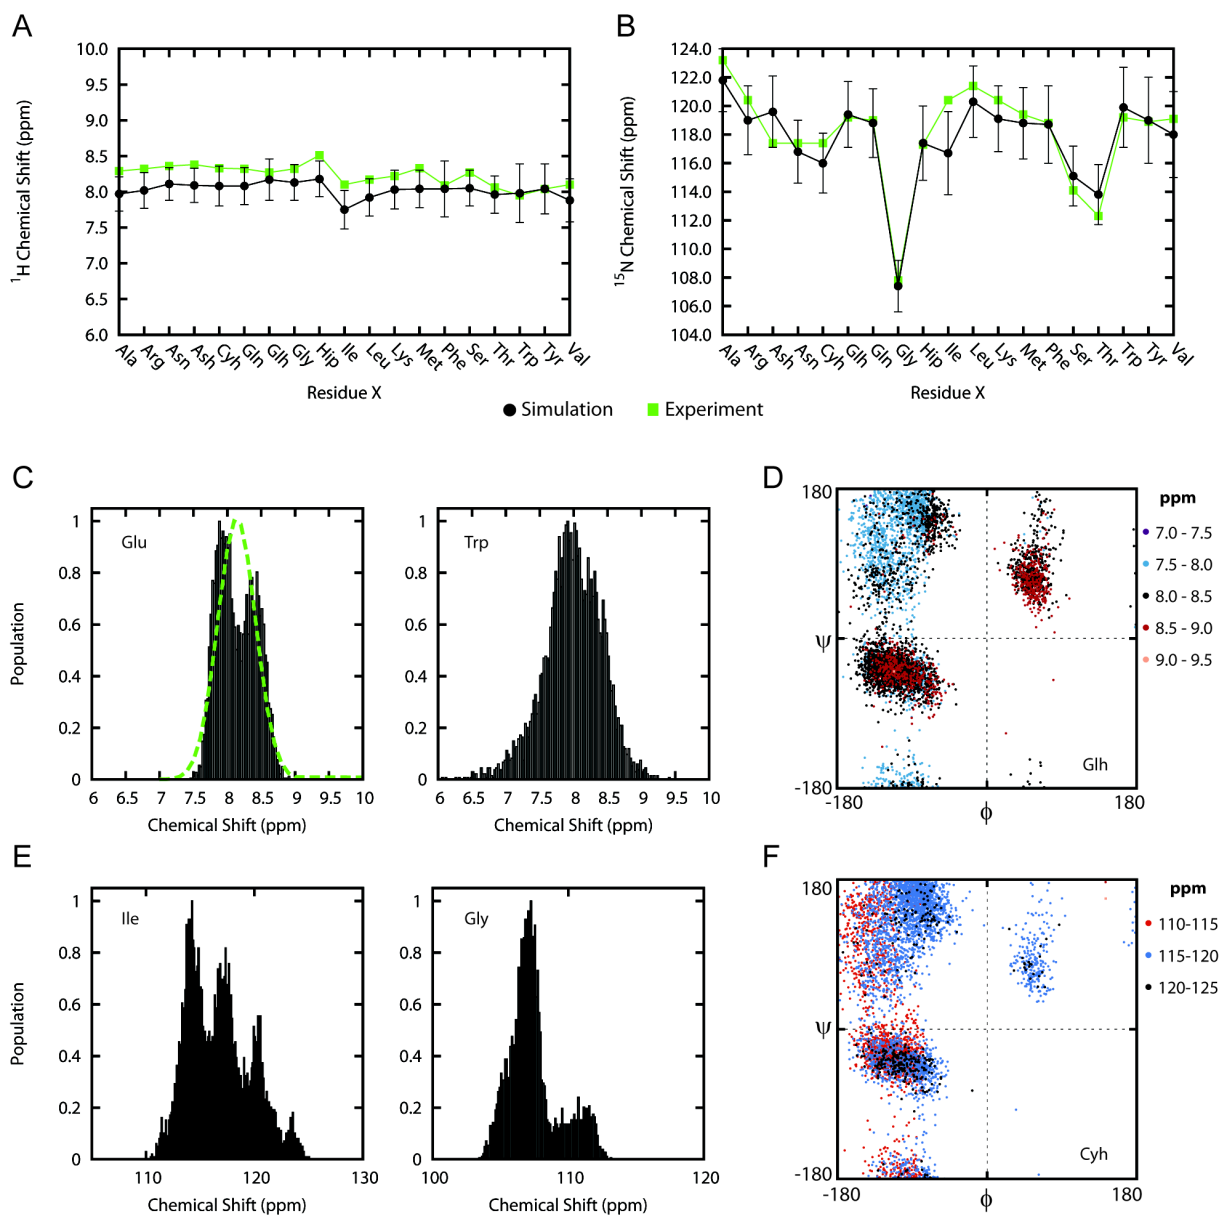 A
10.0
9.5
9.0
8.5
8.0
7.5
7.0
6.5
6.0
1H Chemical Shift (ppm)
Ala Arg Asn Ash Cyh Gln Glh Gly Hip Ile Leu Lys Met Phe Ser Thr Trp Tyr Val
Residue X
B
124.0
122.0
120.0
118.0
116.0
114.0
112.0
110.0
108.0
106.0
104.0
15N Chemical Shift (ppm)
Ala Arg Ash Asn Cyh Glh Gln Gly Hip Ile Leu Lys Met Phe Ser Thr Trp Tyr Val
Residue X
Simulation Experiment
C
Glu
1
0.8
0.6
0.4
0.2
0
Population
6 6.5 7 7.5 8 8.5 9 9.5 10
Chemical Shift (ppm)
Trp
1
0.8
0.6
0.4
0.2
0
6 6.5 7 7.5 8 8.5 9 9.5 10
Chemical Shift (ppm)
D
180
ψ
-180
-180 180
ϕ
Glh
ppm
7.0 - 7.5
7.5 - 8.0
8.0 - 8.5
8.5 - 9.0
9.0 - 9.5
E
Ile
1
0.8
0.6
0.4
0.2
0
Population
110 120 130
Chemical Shift (ppm)
Gly
1
0.8
0.6
0.4
0.2
0
100 110 120
Chemical Shift (ppm)
F
180
ψ
-180
-180 180
ϕ
Cyh
ppm
110-115
115-120
120-125